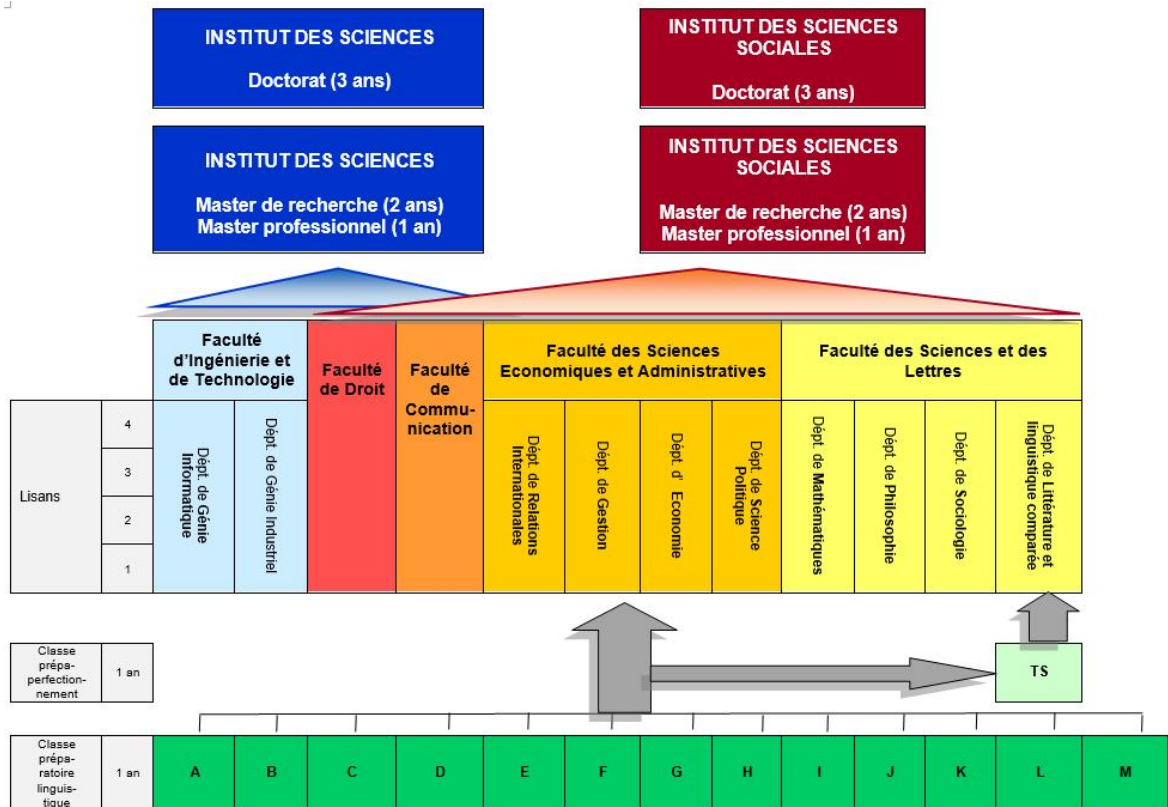 INSTITUT DES SCIENCES
Doctorat (3 ans)
INSTITUT DES SCIENCES
SOCIALES
Doctorat (3 ans)
INSTITUT DES SCIENCES
Master de recherche (2 ans)
Master professionnel (1 an)
INSTITUT DES SCIENCES
SOCIALES
Master de recherche (2 ans)
Master professionnel (1 an)
Faculté
d'Ingénierie et
de Technologie
Faculté
de Droit
Faculté
de
Commu-
nication
Faculté des Sciences
Economiques et Administratives
Faculté des Sciences et des
Lettres
Lisans
4
3
2
1
Dépt. de Génie
Informatique
Dépt. de Génie Industriel
Dépt. de Relations
Internationales
Dépt. de Gestion
Dépt. d' Economie
Dépt. de Science
Politique
Dépt. de Mathématiques
Dépt. de Philosophie
Dépt. de Sociologie
Dépt. de Littérature et
linguistique comparée
Classe
prépa-
perfection-
nement
1 an
TS
Classe
prépa-
ratoire
linguis-
tique
1 an
A
B
C
D
E
F
G
H
I
J
K
L
M